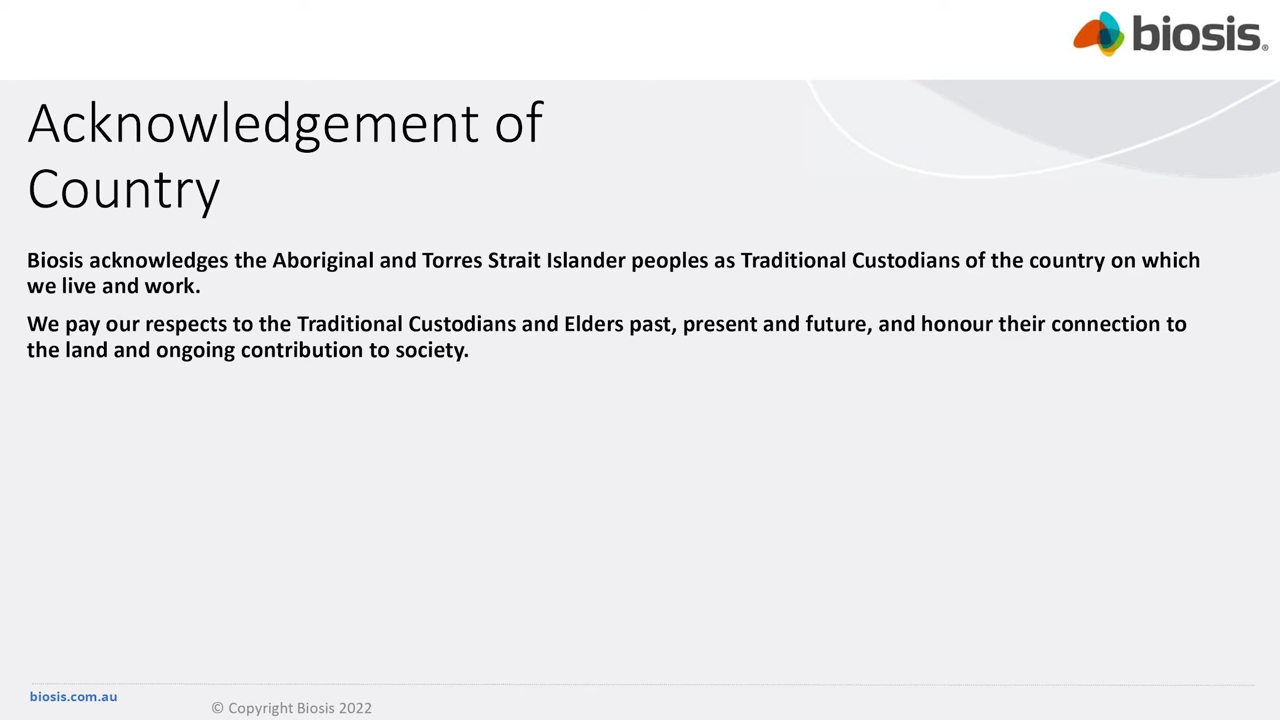 biosis®
Acknowledgement of
Country
Biosis acknowledges the Aboriginal and Torres Strait Islander peoples as Traditional Custodians of the country on which
we live and work.
We pay our respects to the Traditional Custodians and Elders past, present and future, and honour their connection to
the land and ongoing contribution to society.
biosis.com.au
© Copyright Biosis 2022